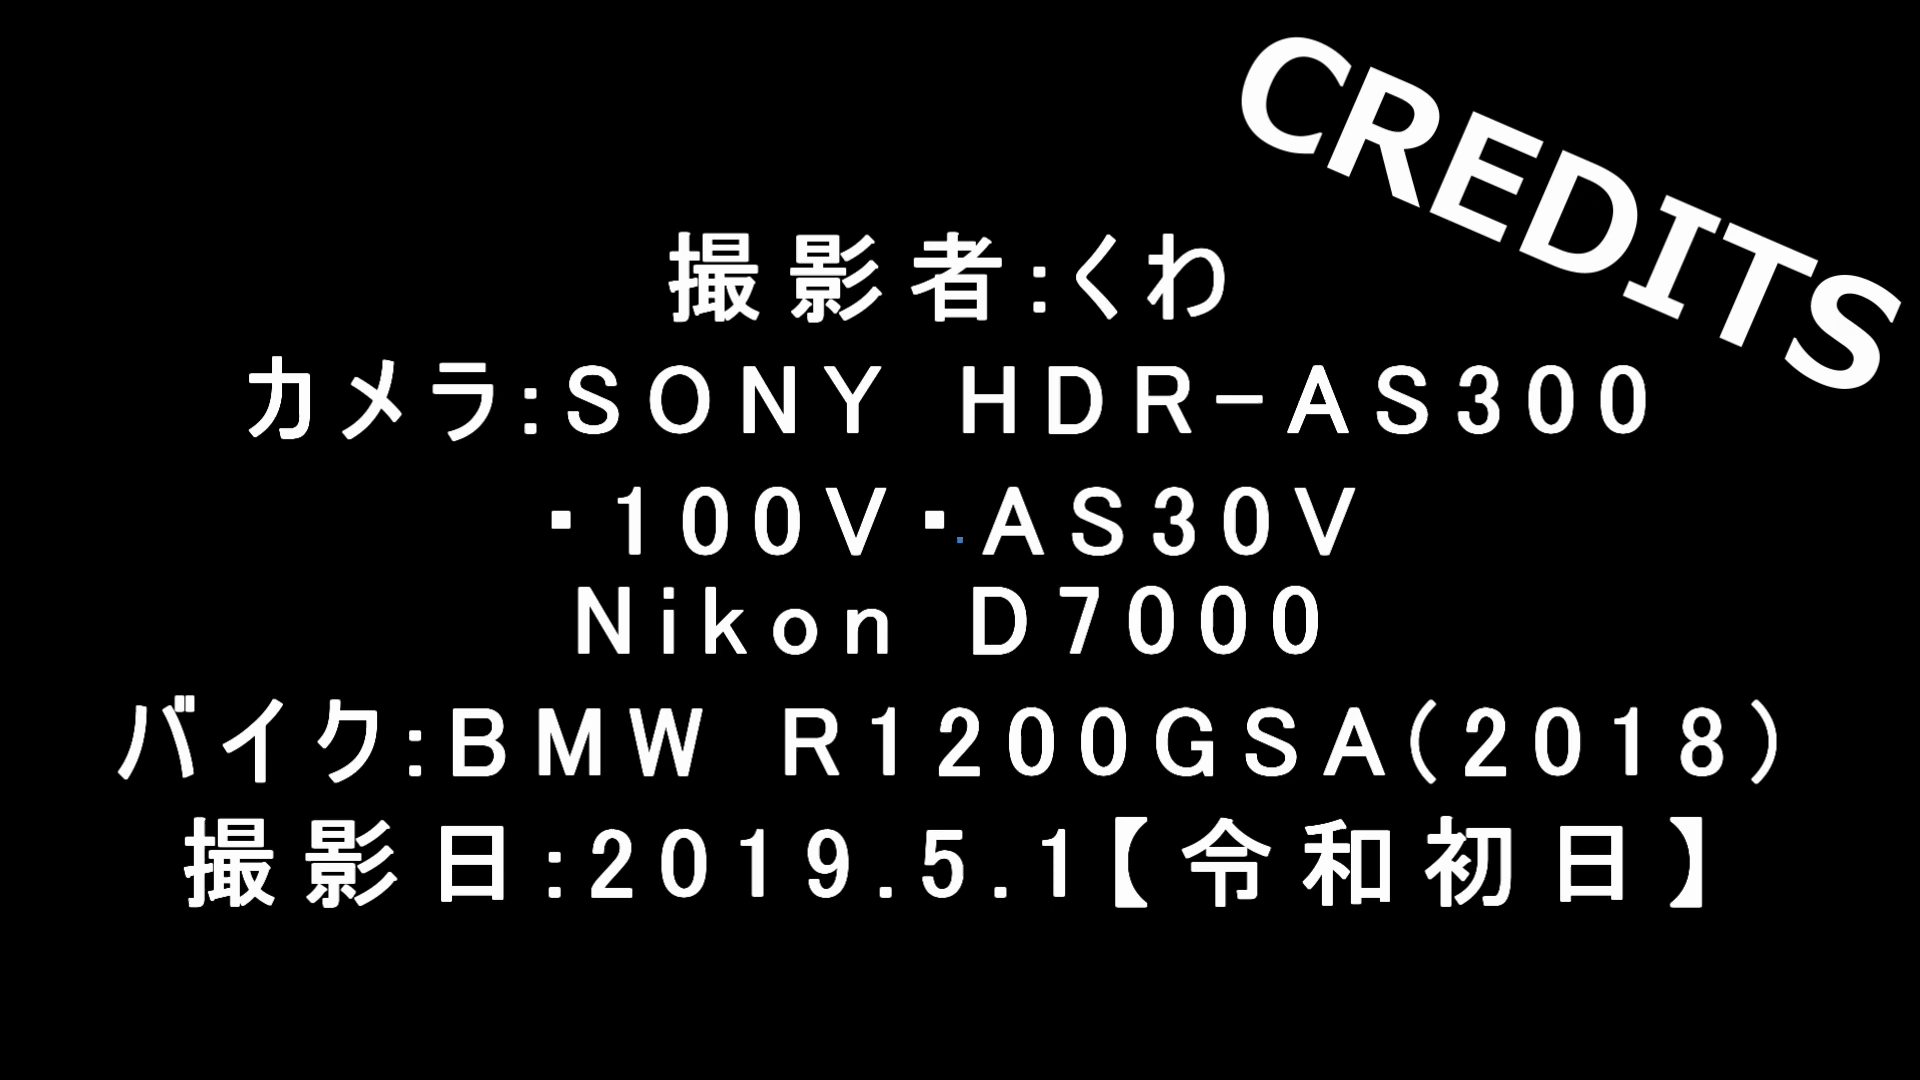 CREDITS
撮影者:くわ
カメラ:SONY HDR-AS300
・100V・AS30V
Nikon D7000
バイク:BMW R1200GSA(2018)
撮影日:2019.5.1【令和初日】